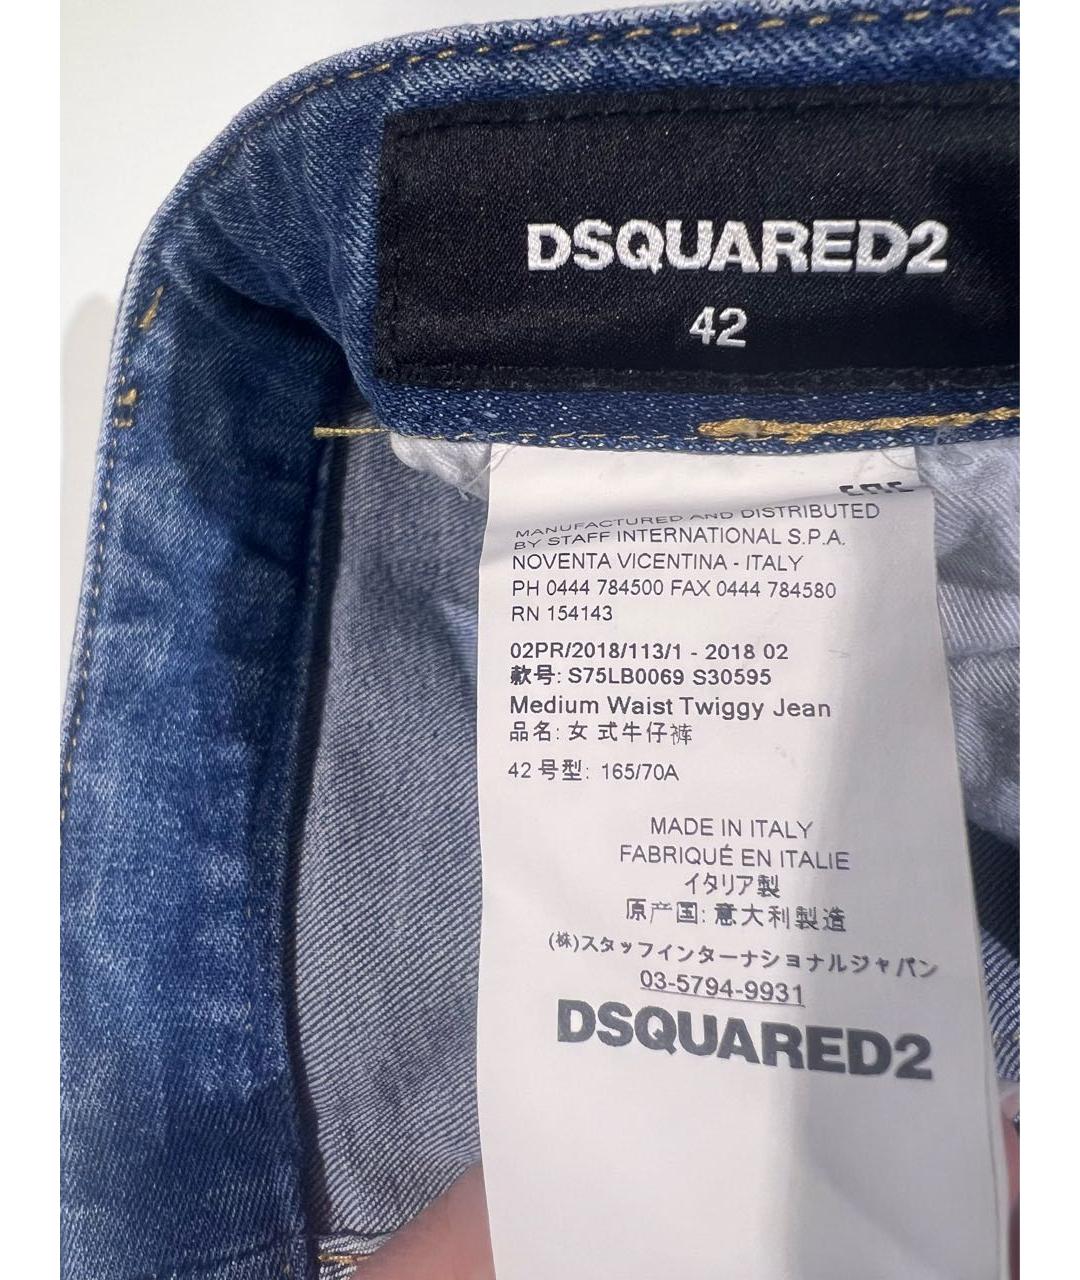 DSQUARED2
42
MANUFACTURED AND DISTRIBUTED
BY STAFF INTERNATIONAL S.P.A.
NOVENTA VICENTINA - ITALY
PH 0444 784500 FAX 0444 784580
RN 154143
02PR/2018/113/1 - 2018 02
款号: S75LB0069 S30595
Medium Waist Twiggy Jean
品名: 女式牛仔裤
42 号型: 165/70A
MADE IN ITALY
FABRIQUÉ EN ITALIE
イタリア製
原产国: 意大利製造
(株)スタッフインターナショナルジャパン
03-5794-9931
DSQUARED2